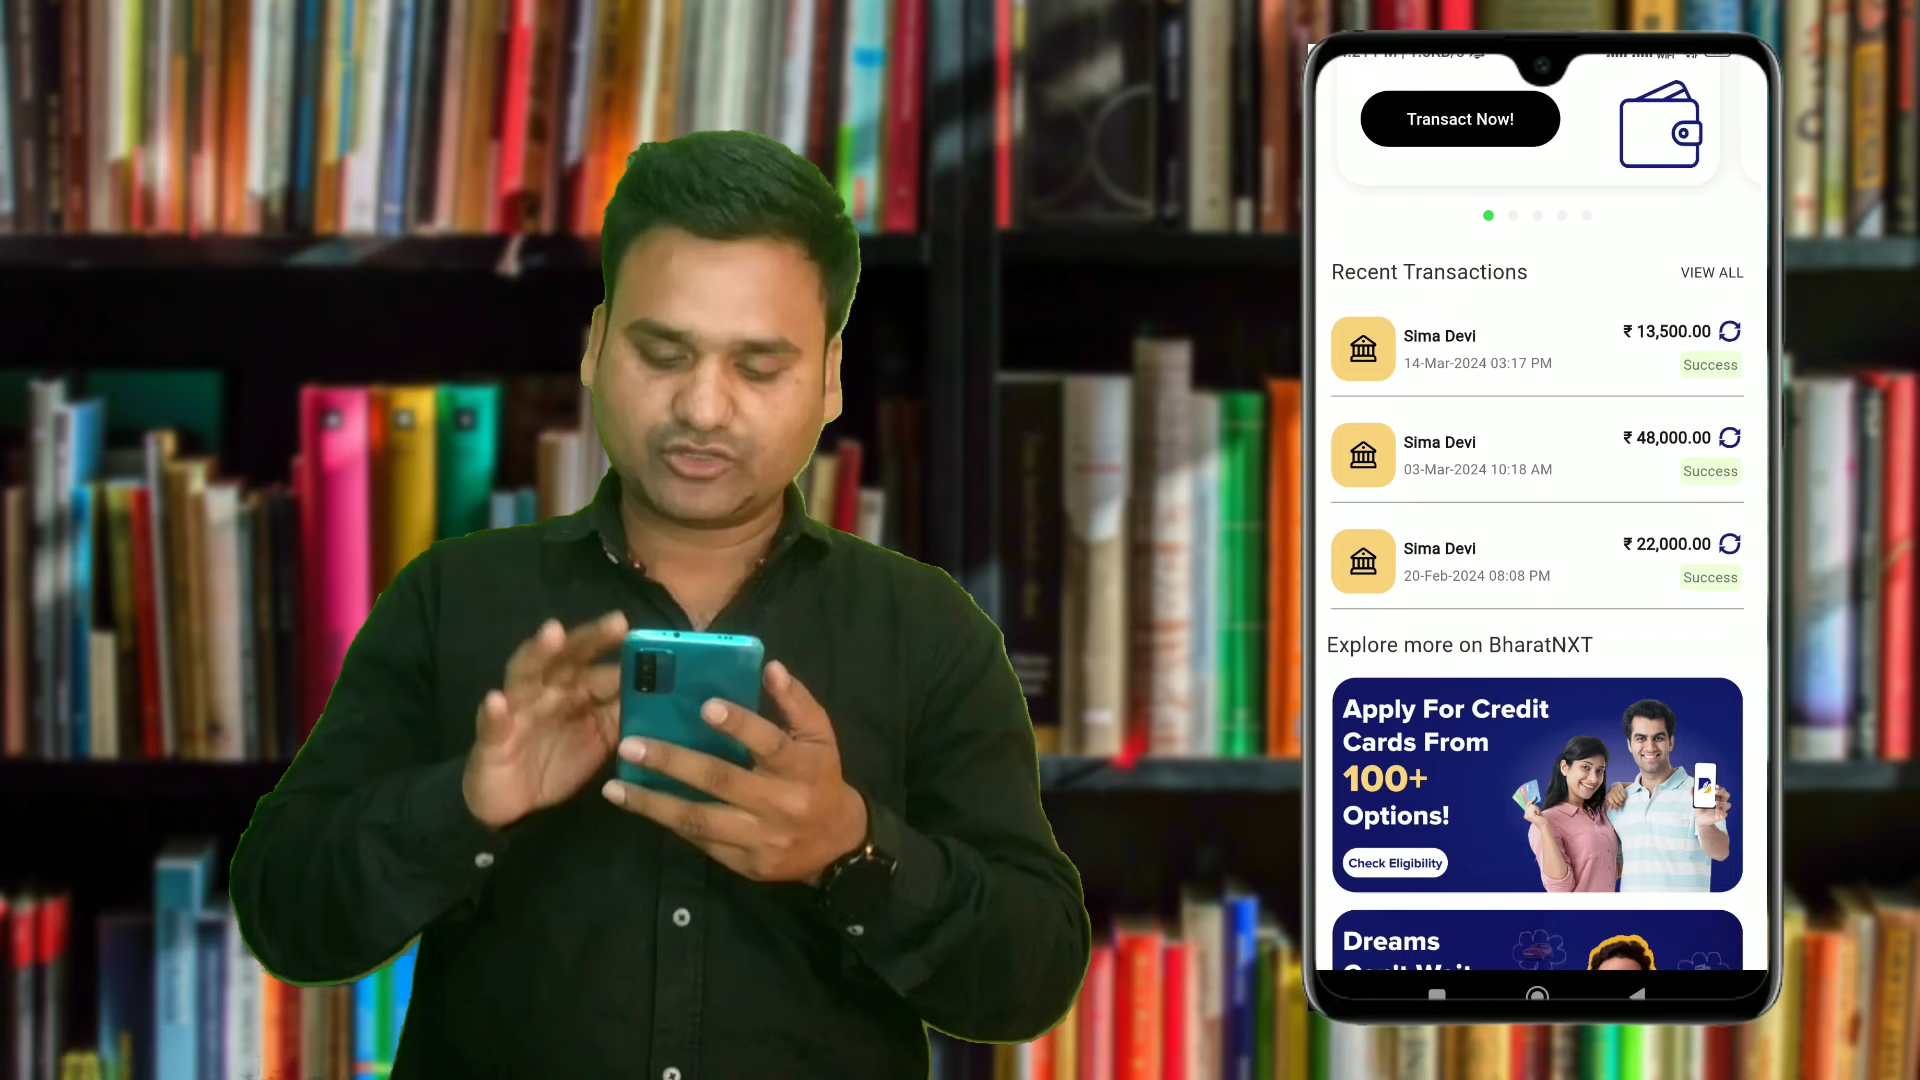 Transact Now!
Recent Transactions
VIEW ALL
Sima Devi
₹ 13,500.00
14-Mar-2024 03:17 PM
Success
Sima Devi
₹ 48,000.00
03-Mar-2024 10:18 AM
Success
Sima Devi
₹ 22,000.00
20-Feb-2024 08:08 PM
Success
Explore more on BharatNXT
Apply For Credit
Cards From
100+
Options!
Check Eligibility
Dreams
Can't Wait